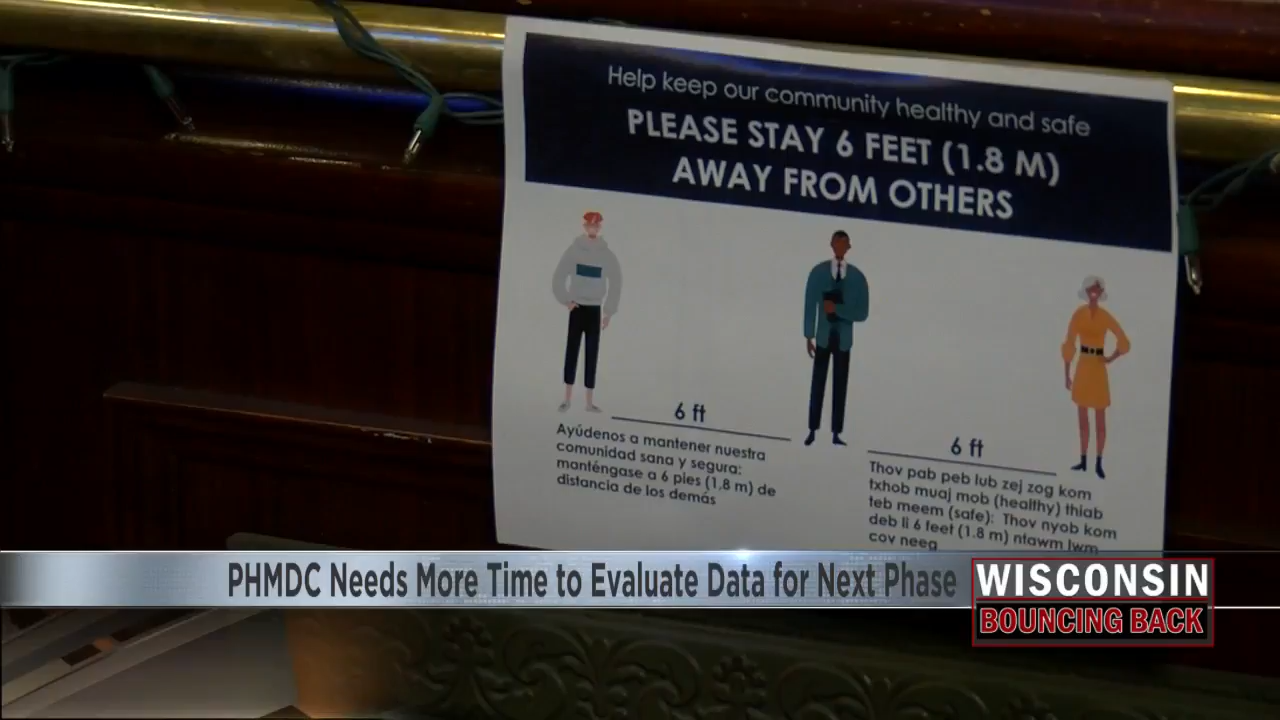 Help keep our community healthy and safe
PLEASE STAY 6 FEET (1.8 M)
AWAY FROM OTHERS
6 ft
Ayúdenos a mantener nuestra
comunidad sana y segura:
manténgase a 6 pies (1,8 m) de
distancia de los demás
6 ft
Thov pab peb lub zej zog kom
txhob muaj mob (healthy) thiab
teb meem (safe): Thov nyob kom
deb li 6 feet (1.8 m) ntawm lwm
cov neeg
PHMDC Needs More Time to Evaluate Data for Next Phase
WISCONSIN
BOUNCING BACK